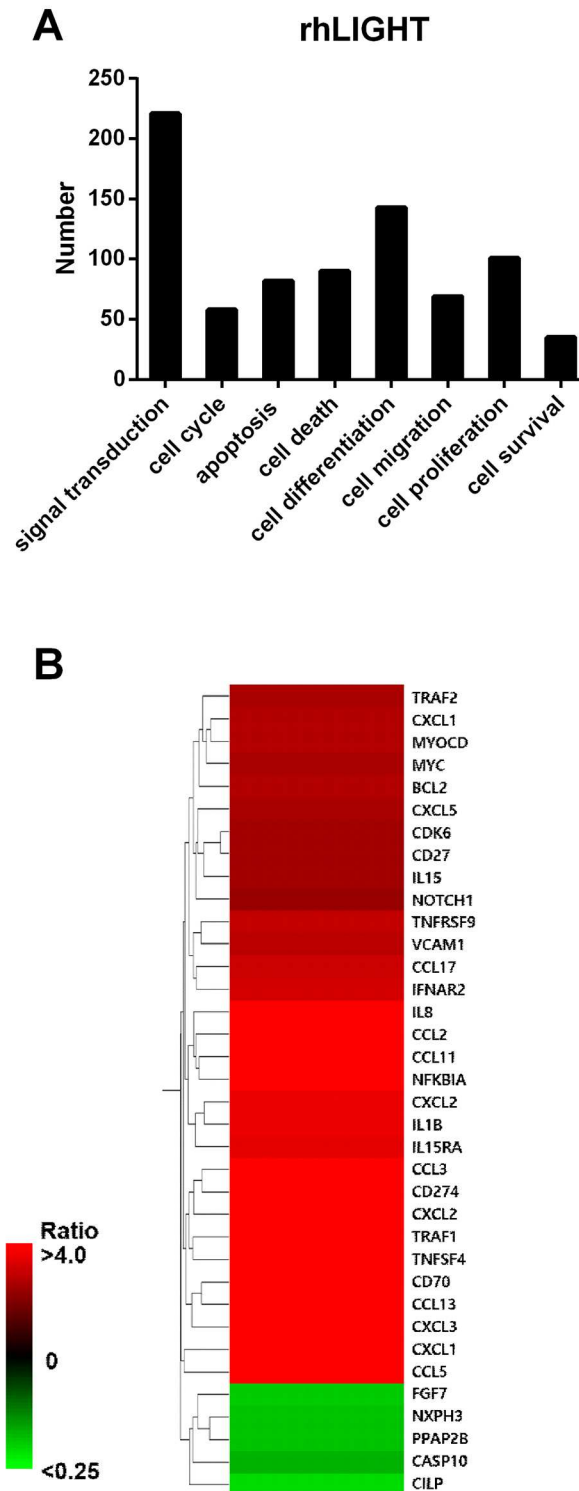 A
rhLIGHT
Number
250
200
150
100
50
0
signal transduction
cell cycle
apoptosis
cell death
cell differentiation
cell migration
cell proliferation
cell survival
B
TRAF2
CXCL1
MYOCD
MYC
BCL2
CXCL5
CDK6
CD27
IL15
NOTCH1
TNFRSF9
VCAM1
CCL17
IFNAR2
IL8
CCL2
CCL11
NFKBIA
CXCL2
IL1B
IL15RA
CCL3
CD274
CXCL2
TRAF1
TNFSF4
CD70
CCL13
CXCL3
CXCL1
CCL5
FGF7
NXPH3
PPAP2B
CASP10
CILP
Ratio
>4.0
0
<0.25